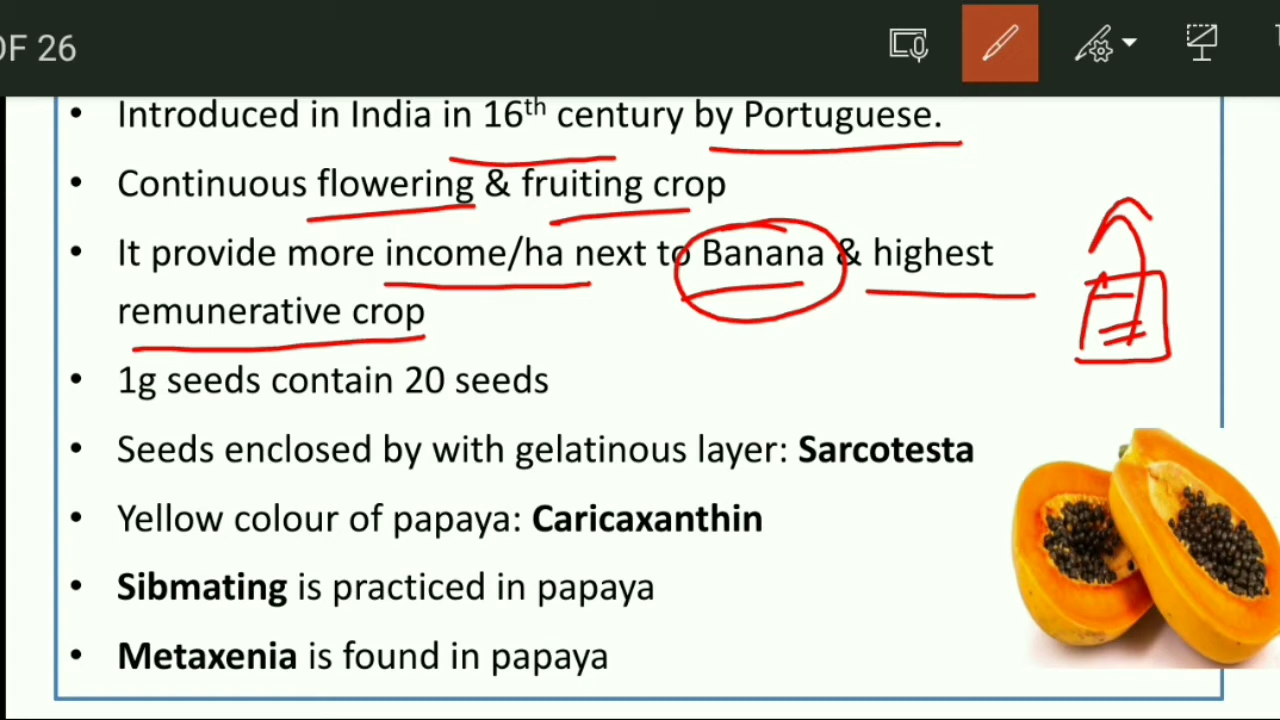 OF 26
• Introduced in India in 16th century by Portuguese.
• Continuous flowering & fruiting crop
• It provide more income/ha next to Banana & highest
remunerative crop
• 1g seeds contain 20 seeds
• Seeds enclosed by with gelatinous layer: Sarcotesta
• Yellow colour of papaya: Caricaxanthin
• Sibmating is practiced in papaya
• Metaxenia is found in papaya